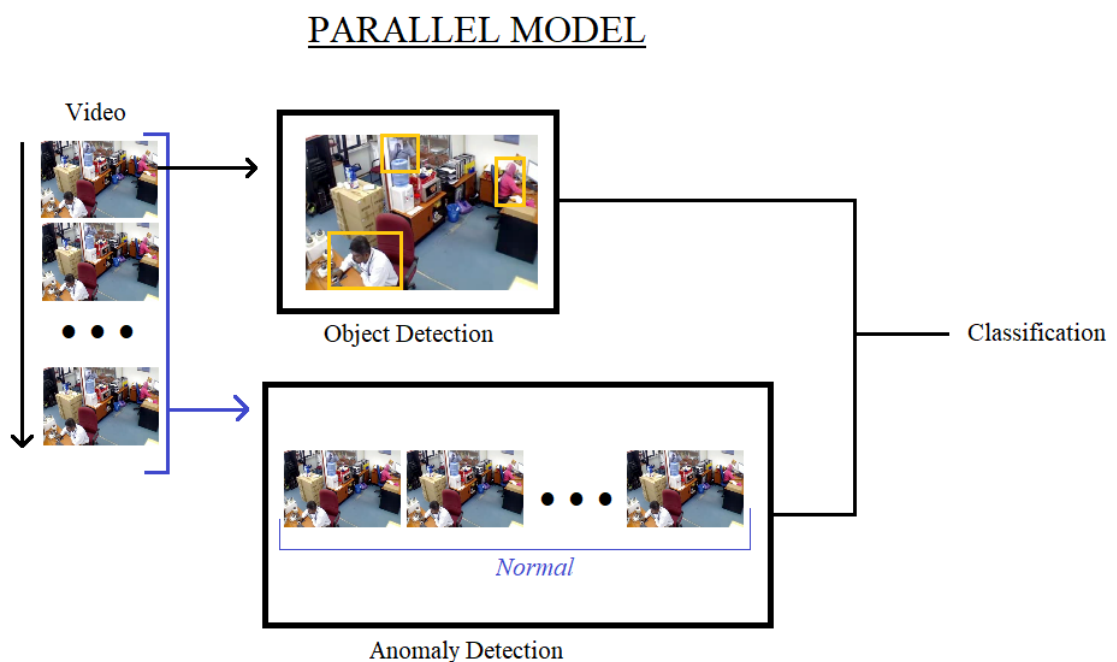 PARALLEL MODEL
Video
Object Detection
Classification
Normal
Anomaly Detection